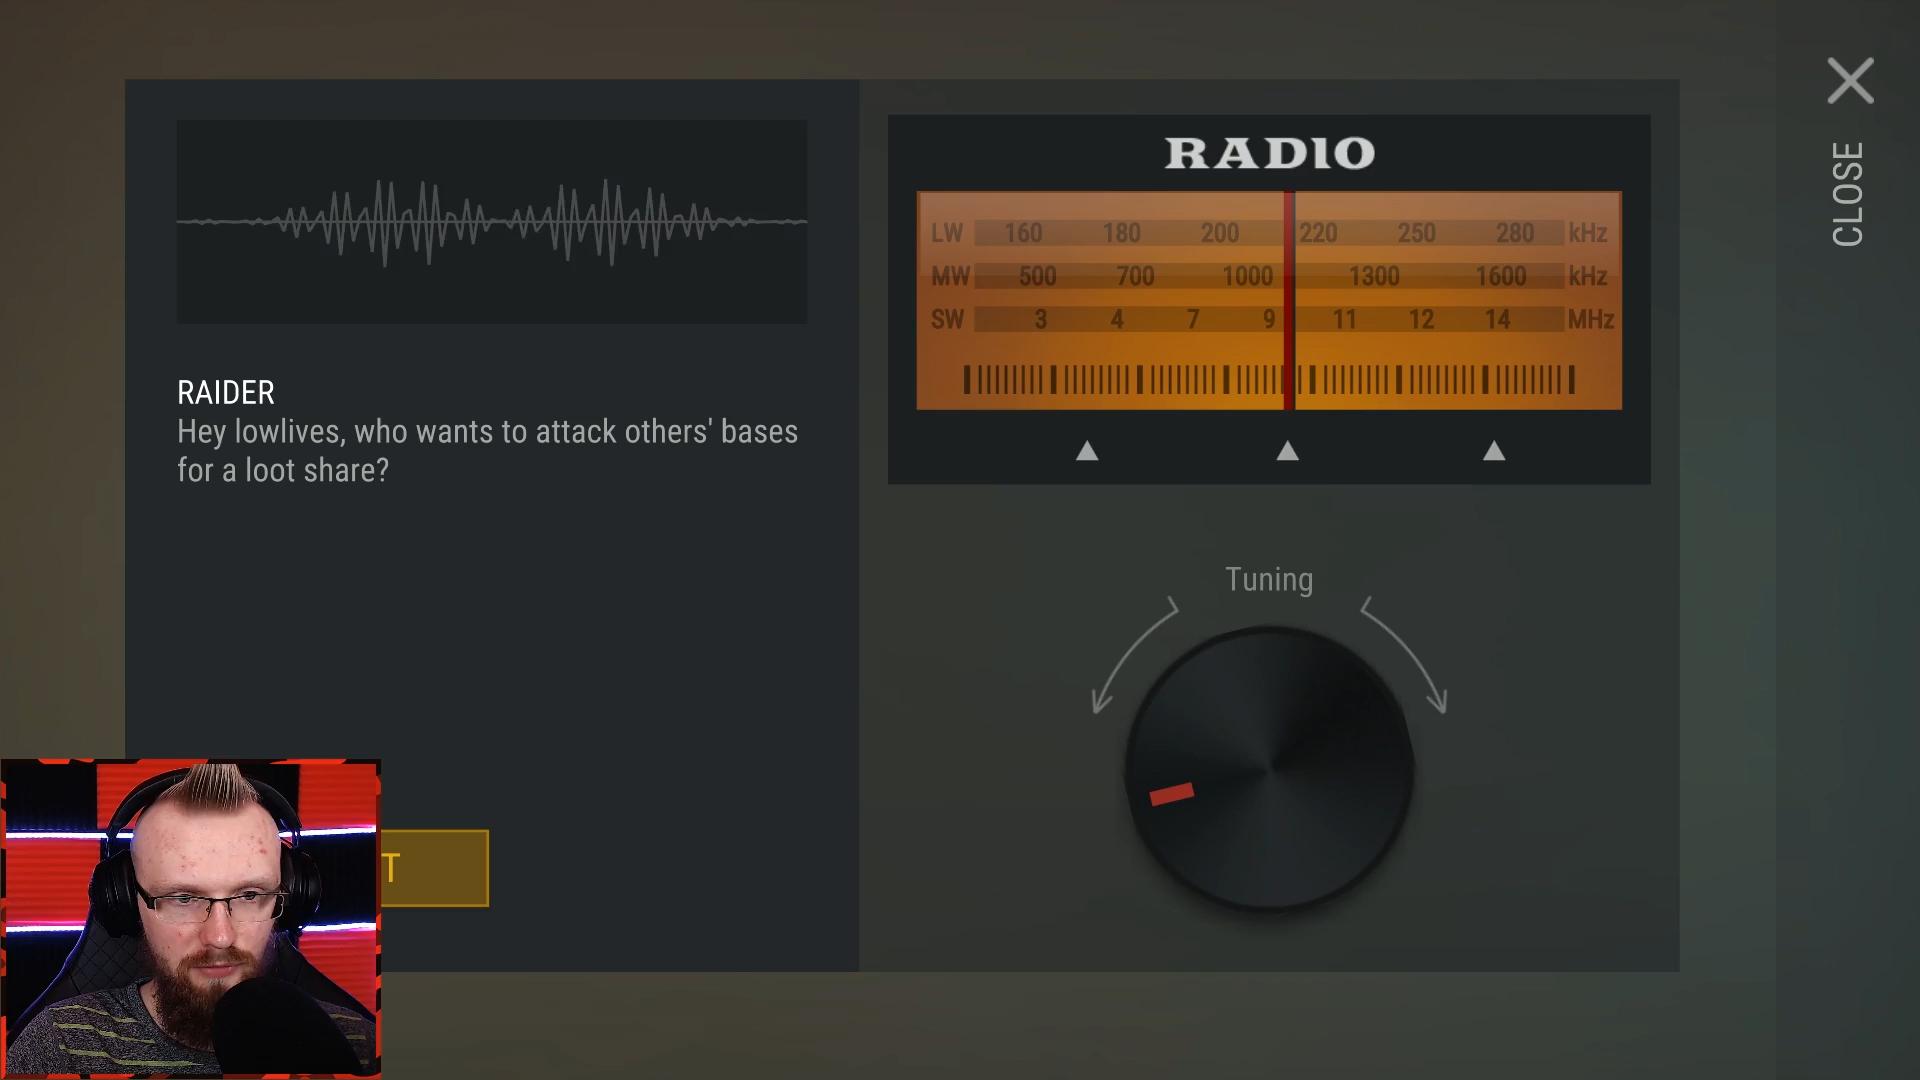 RADIO
LW 160 180 200 220 250 280 kHz
MW 500 700 1000 1300 1600 kHz
SW 3 4 7 9 11 12 14 MHz
CLOSE
RAIDER
Hey lowlives, who wants to attack others' bases
for a loot share?
Tuning
T